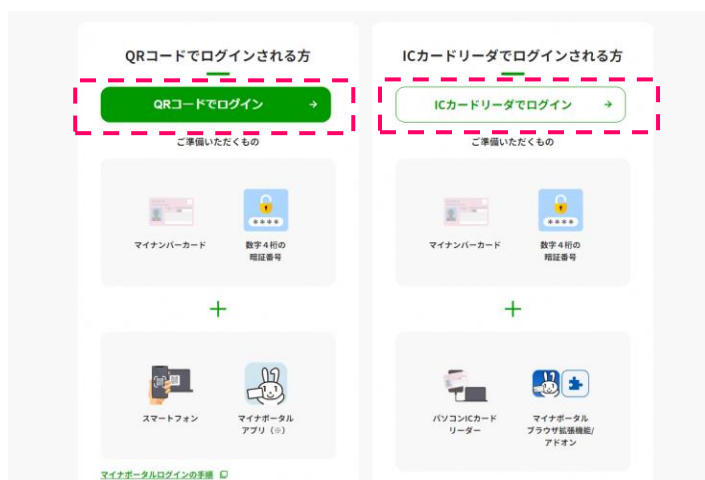 QRコードでログインされる方
QRコードでログイン →
ご準備いただくもの
マイナンバーカード
数字4桁の
暗証番号
+
スマートフォン
マイナポータル
アプリ（※）
マイナポータルログインの手順
ICカードリーダでログインされる方
ICカードリーダでログイン →
ご準備いただくもの
マイナンバーカード
数字4桁の
暗証番号
+
パソコンICカード
リーダー
マイナポータル
ブラウザ拡張機能/
アドオン